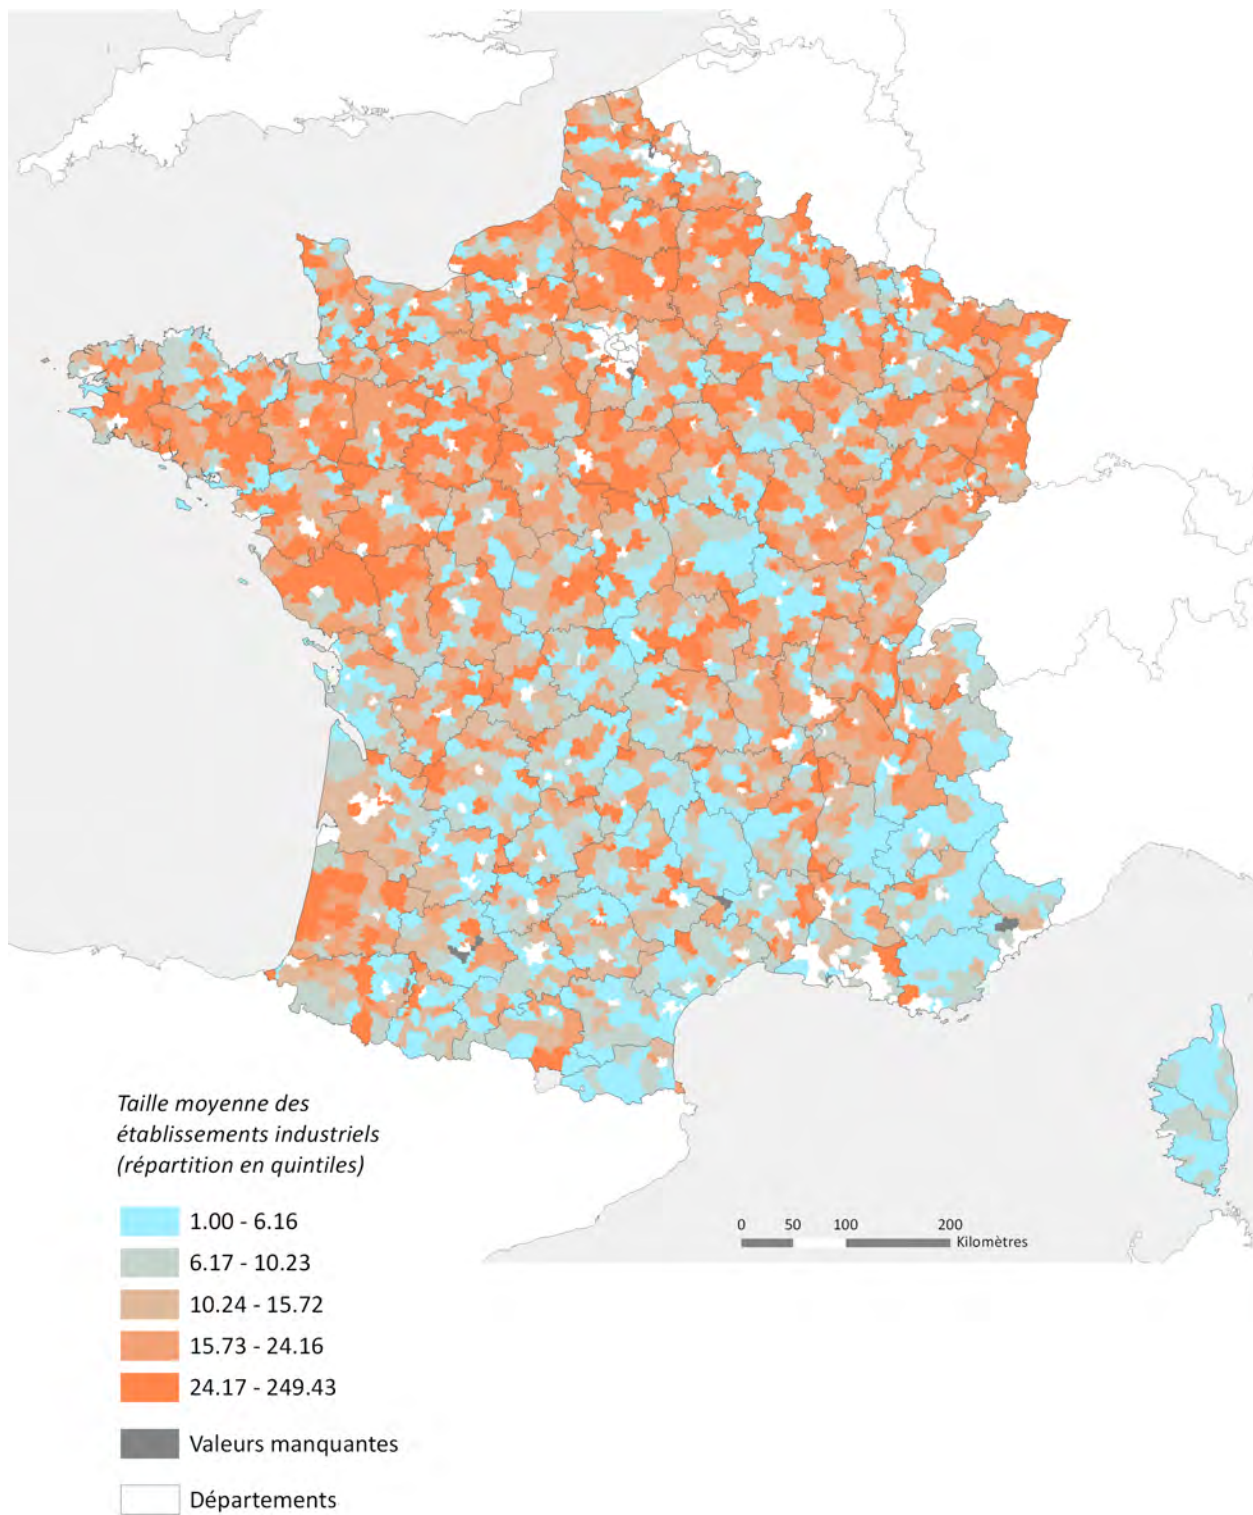 Taille moyenne des
établissements industriels
(répartition en quintiles)
1.00 - 6.16
6.17 - 10.23
10.24 - 15.72
15.73 - 24.16
24.17 - 249.43
Valeurs manquantes
Départements
0 50 100 200
Kilomètres